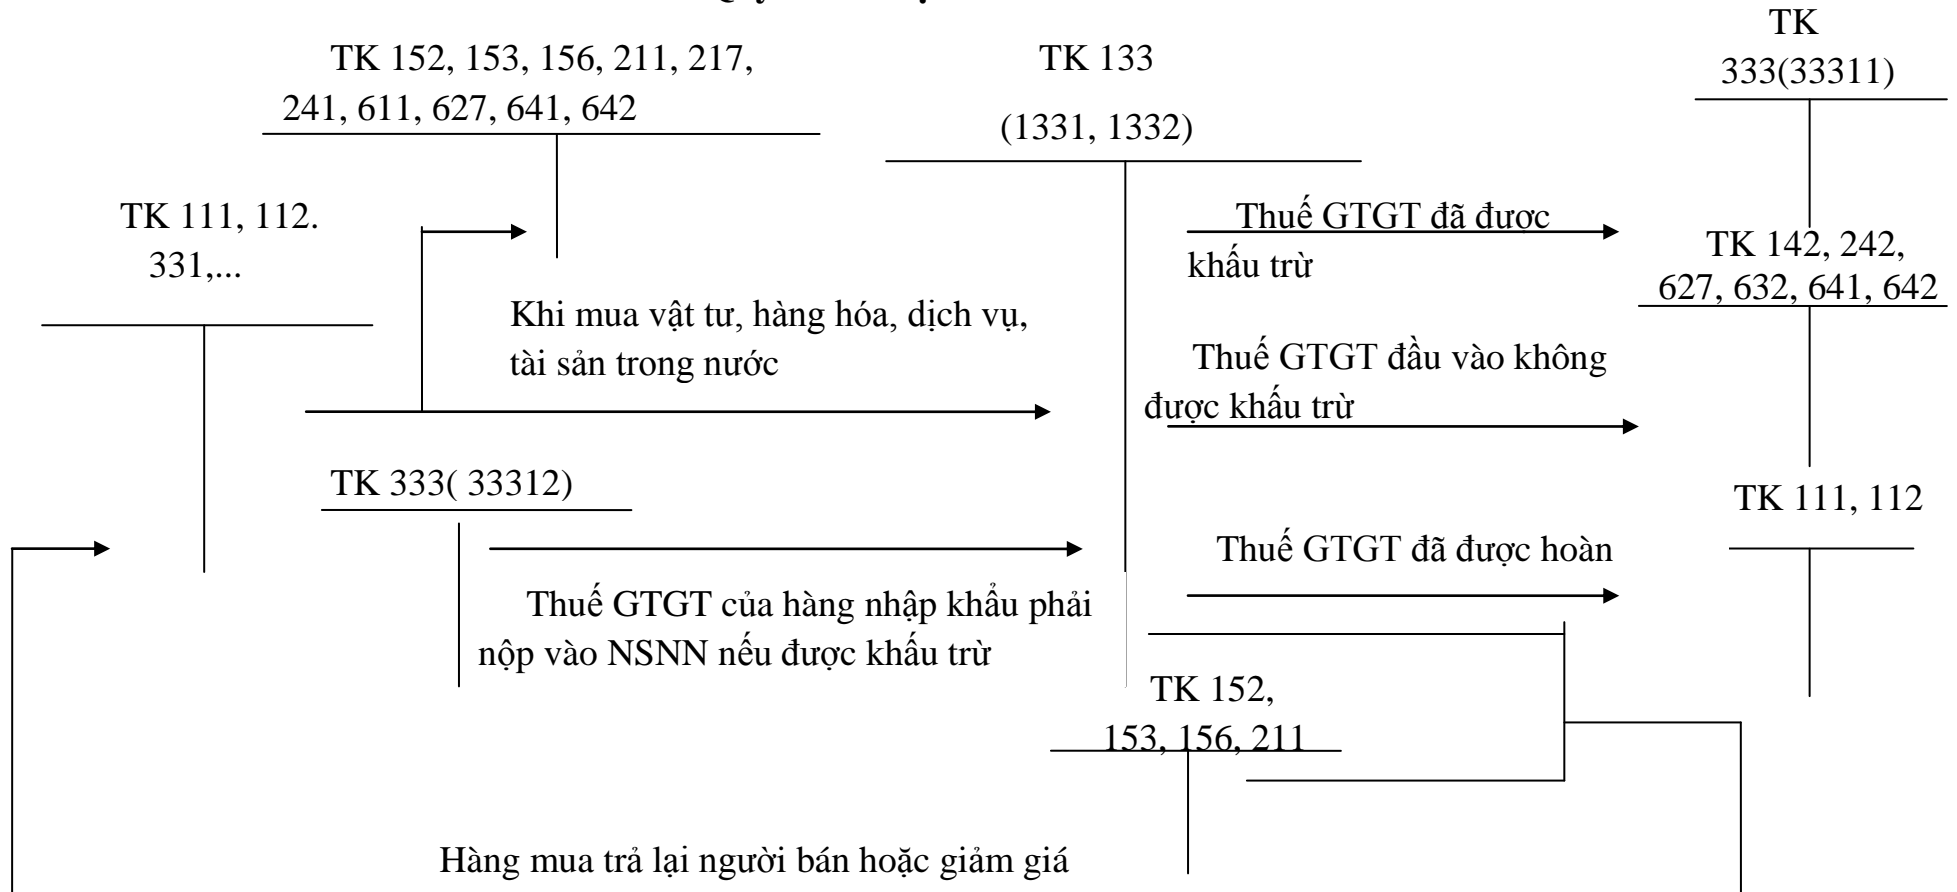 TK 152, 153, 156, 211, 217,
241, 611, 627, 641, 642
TK 133
(1331, 1332)
TK
333(33311)
TK 111, 112.
331,...
Thuế GTGT đã được
khấu trừ
TK 142, 242,
627, 632, 641, 642
Khi mua vật tư, hàng hóa, dịch vụ,
tài sản trong nước
Thuế GTGT đầu vào không
được khấu trừ
TK 333( 33312)
TK 111, 112
Thuế GTGT đã được hoàn
Thuế GTGT của hàng nhập khẩu phải
nộp vào NSNN nếu được khấu trừ
TK 152,
153, 156, 211
Hàng mua trả lại người bán hoặc giảm giá